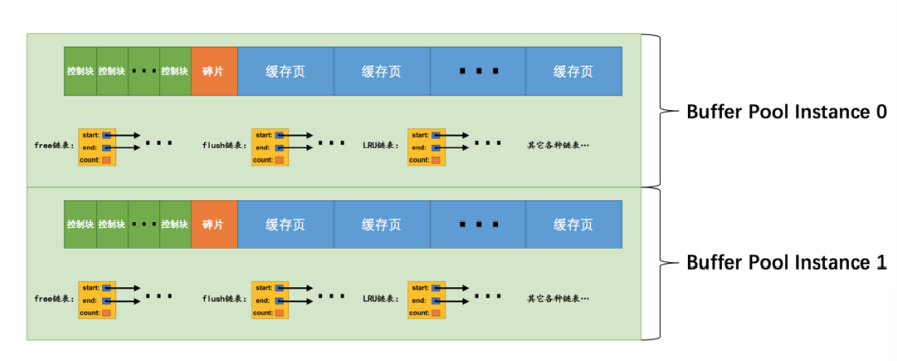 控制块 控制块 ··· 控制块 碎片 缓存页 缓存页 ··· 缓存页
free链表： start: end: count: ··· flush链表： start: end: count: ··· LRU链表： start: end: count: ··· 其它各种链表…
Buffer Pool Instance 0
控制块 控制块 ··· 控制块 碎片 缓存页 缓存页 ··· 缓存页
free链表： start: end: count: ··· flush链表： start: end: count: ··· LRU链表： start: end: count: ··· 其它各种链表…
Buffer Pool Instance 1